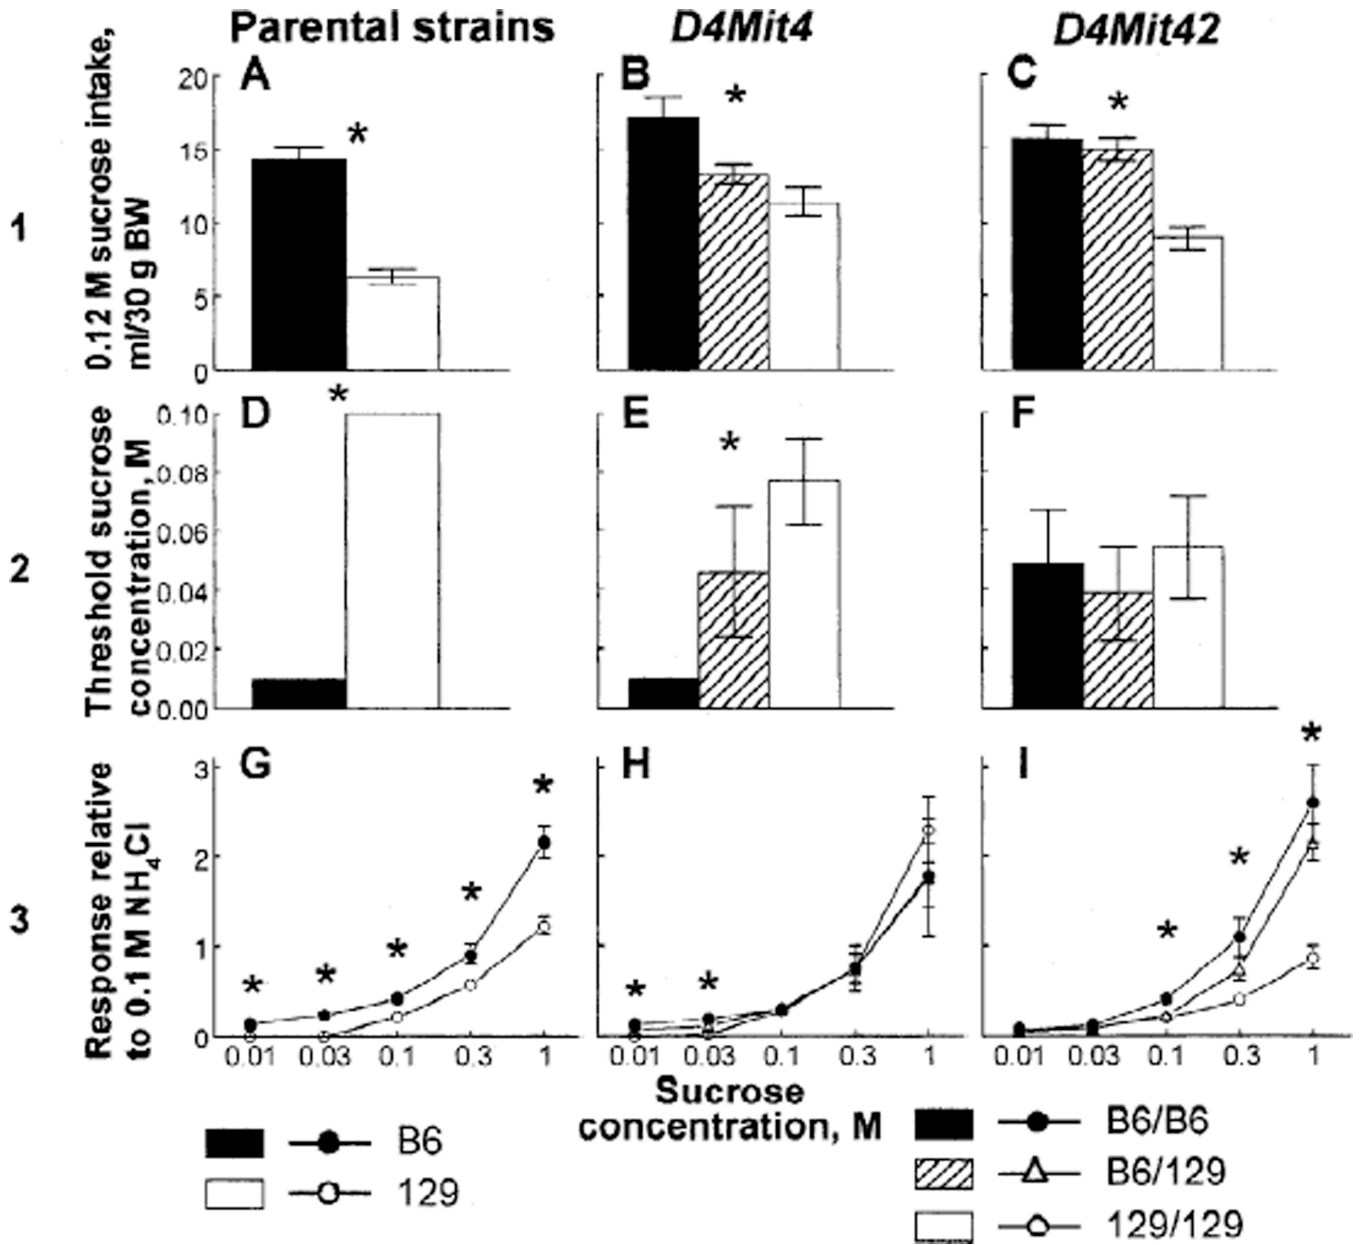 Parental strains
D4Mit4
D4Mit42
1
0.12 M sucrose intake,
ml/30 g BW
20
15
10
5
0
A
*
B
*
C
*
2
Threshold sucrose
concentration, M
0.10
0.08
0.06
0.04
0.02
0.00
D
*
E
*
F
3
Response relative
to 0.1 M NH4Cl
3
2
1
0
G
*
*
*
*
*
H
*
*
I
*
*
*
0.01 0.03 0.1 0.3 1
0.01 0.03 0.1 0.3 1
0.01 0.03 0.1 0.3 1
Sucrose
concentration, M
B6
129
B6/B6
B6/129
129/129